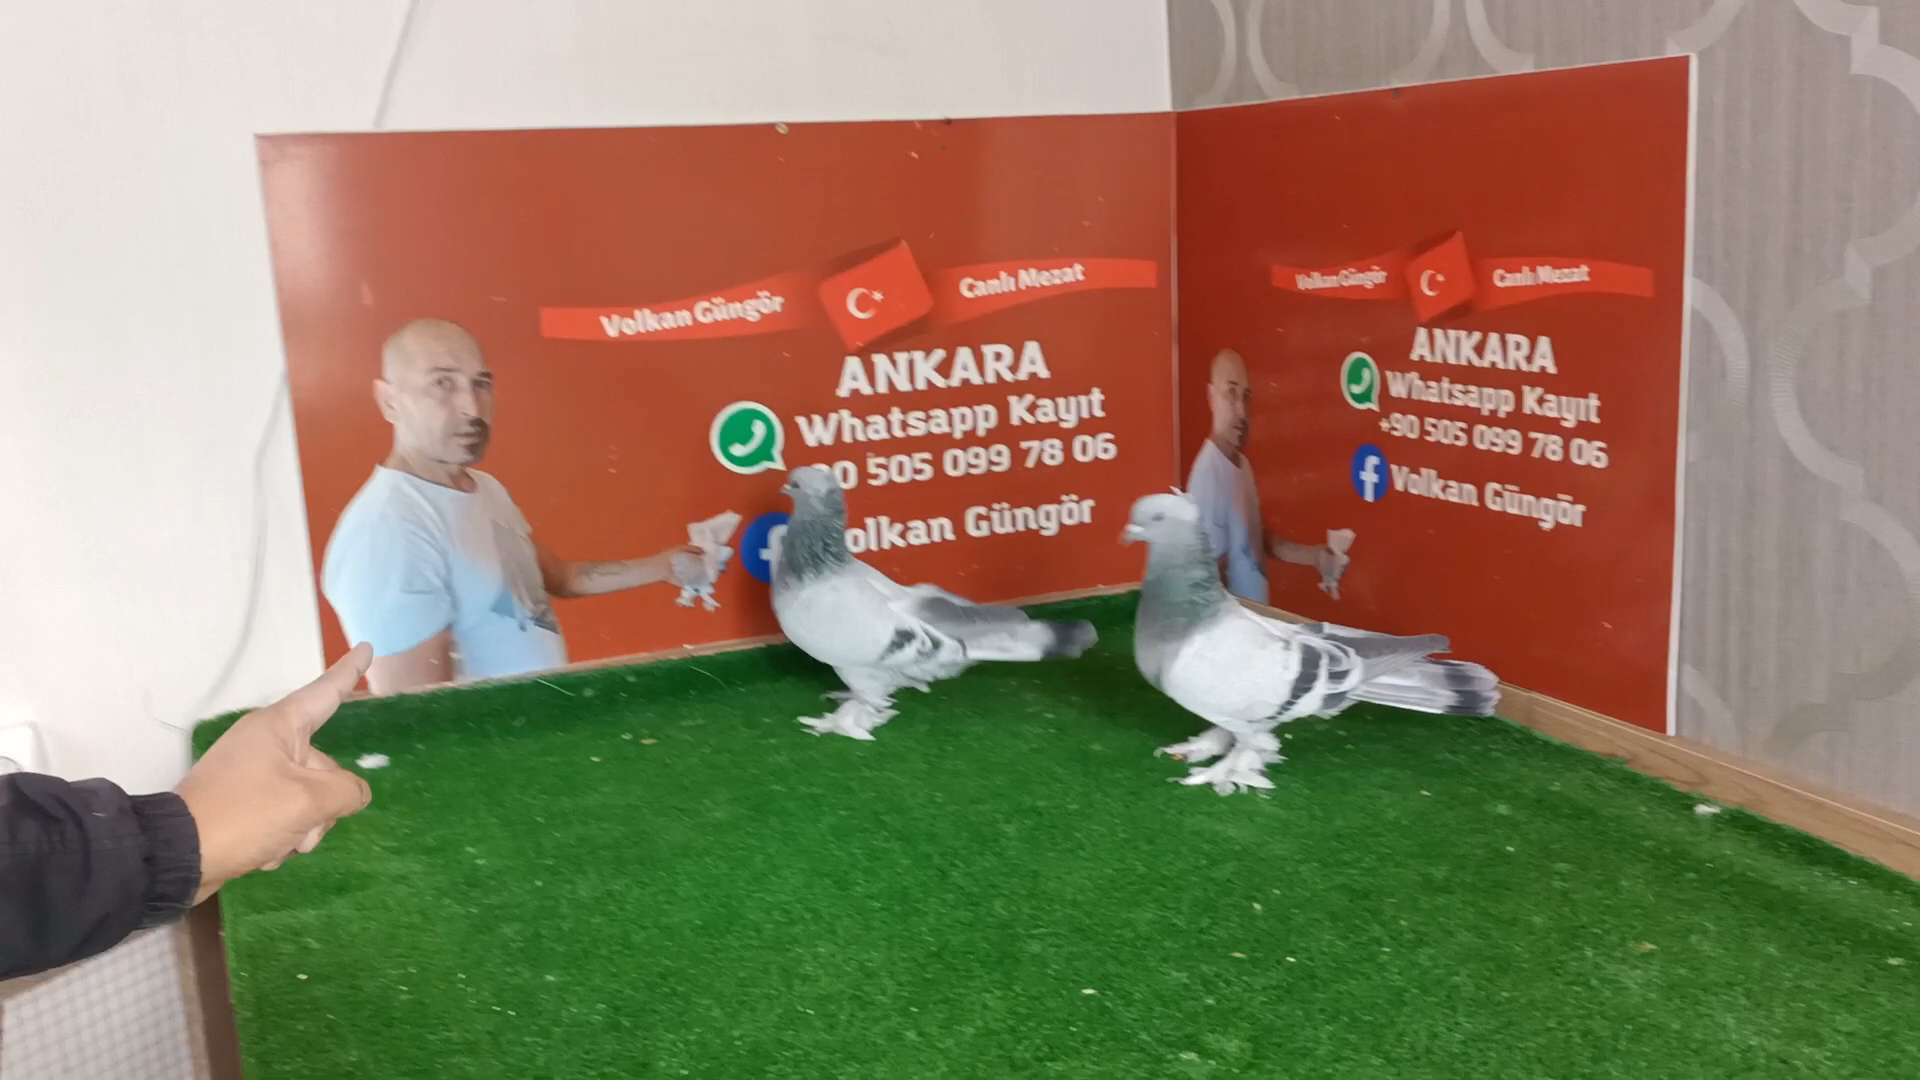 Volkan Güngör Canlı Mezat
ANKARA
Whatsapp Kayıt
0 505 099 78 06
olkan Güngör
Volkan Güngör Canlı Mezat
ANKARA
Whatsapp Kayıt
+90 505 099 78 06
Volkan Güngör